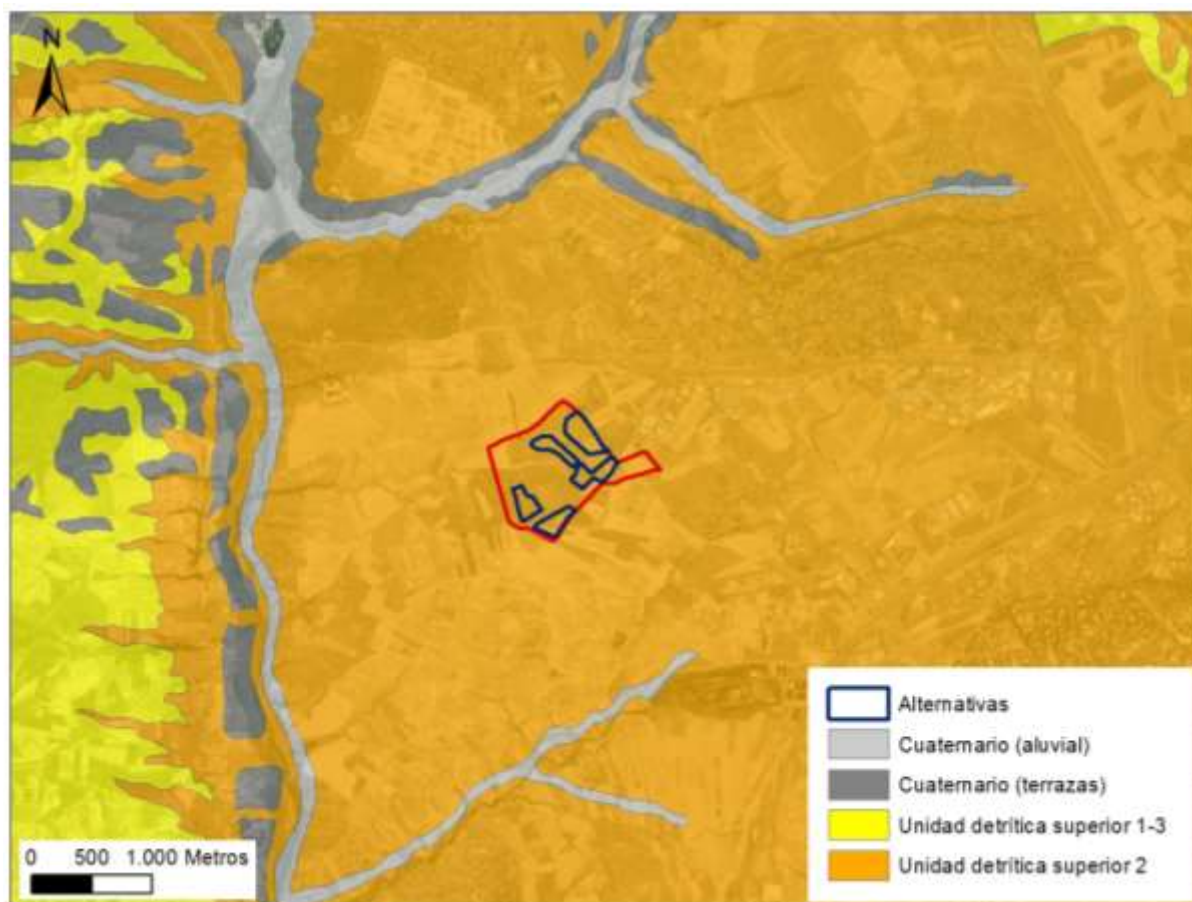 N
Alternativas
Cuaternario (aluvial)
Cuaternario (terrazas)
Unidad detrítica superior 1-3
Unidad detrítica superior 2
0 500 1.000 Metros